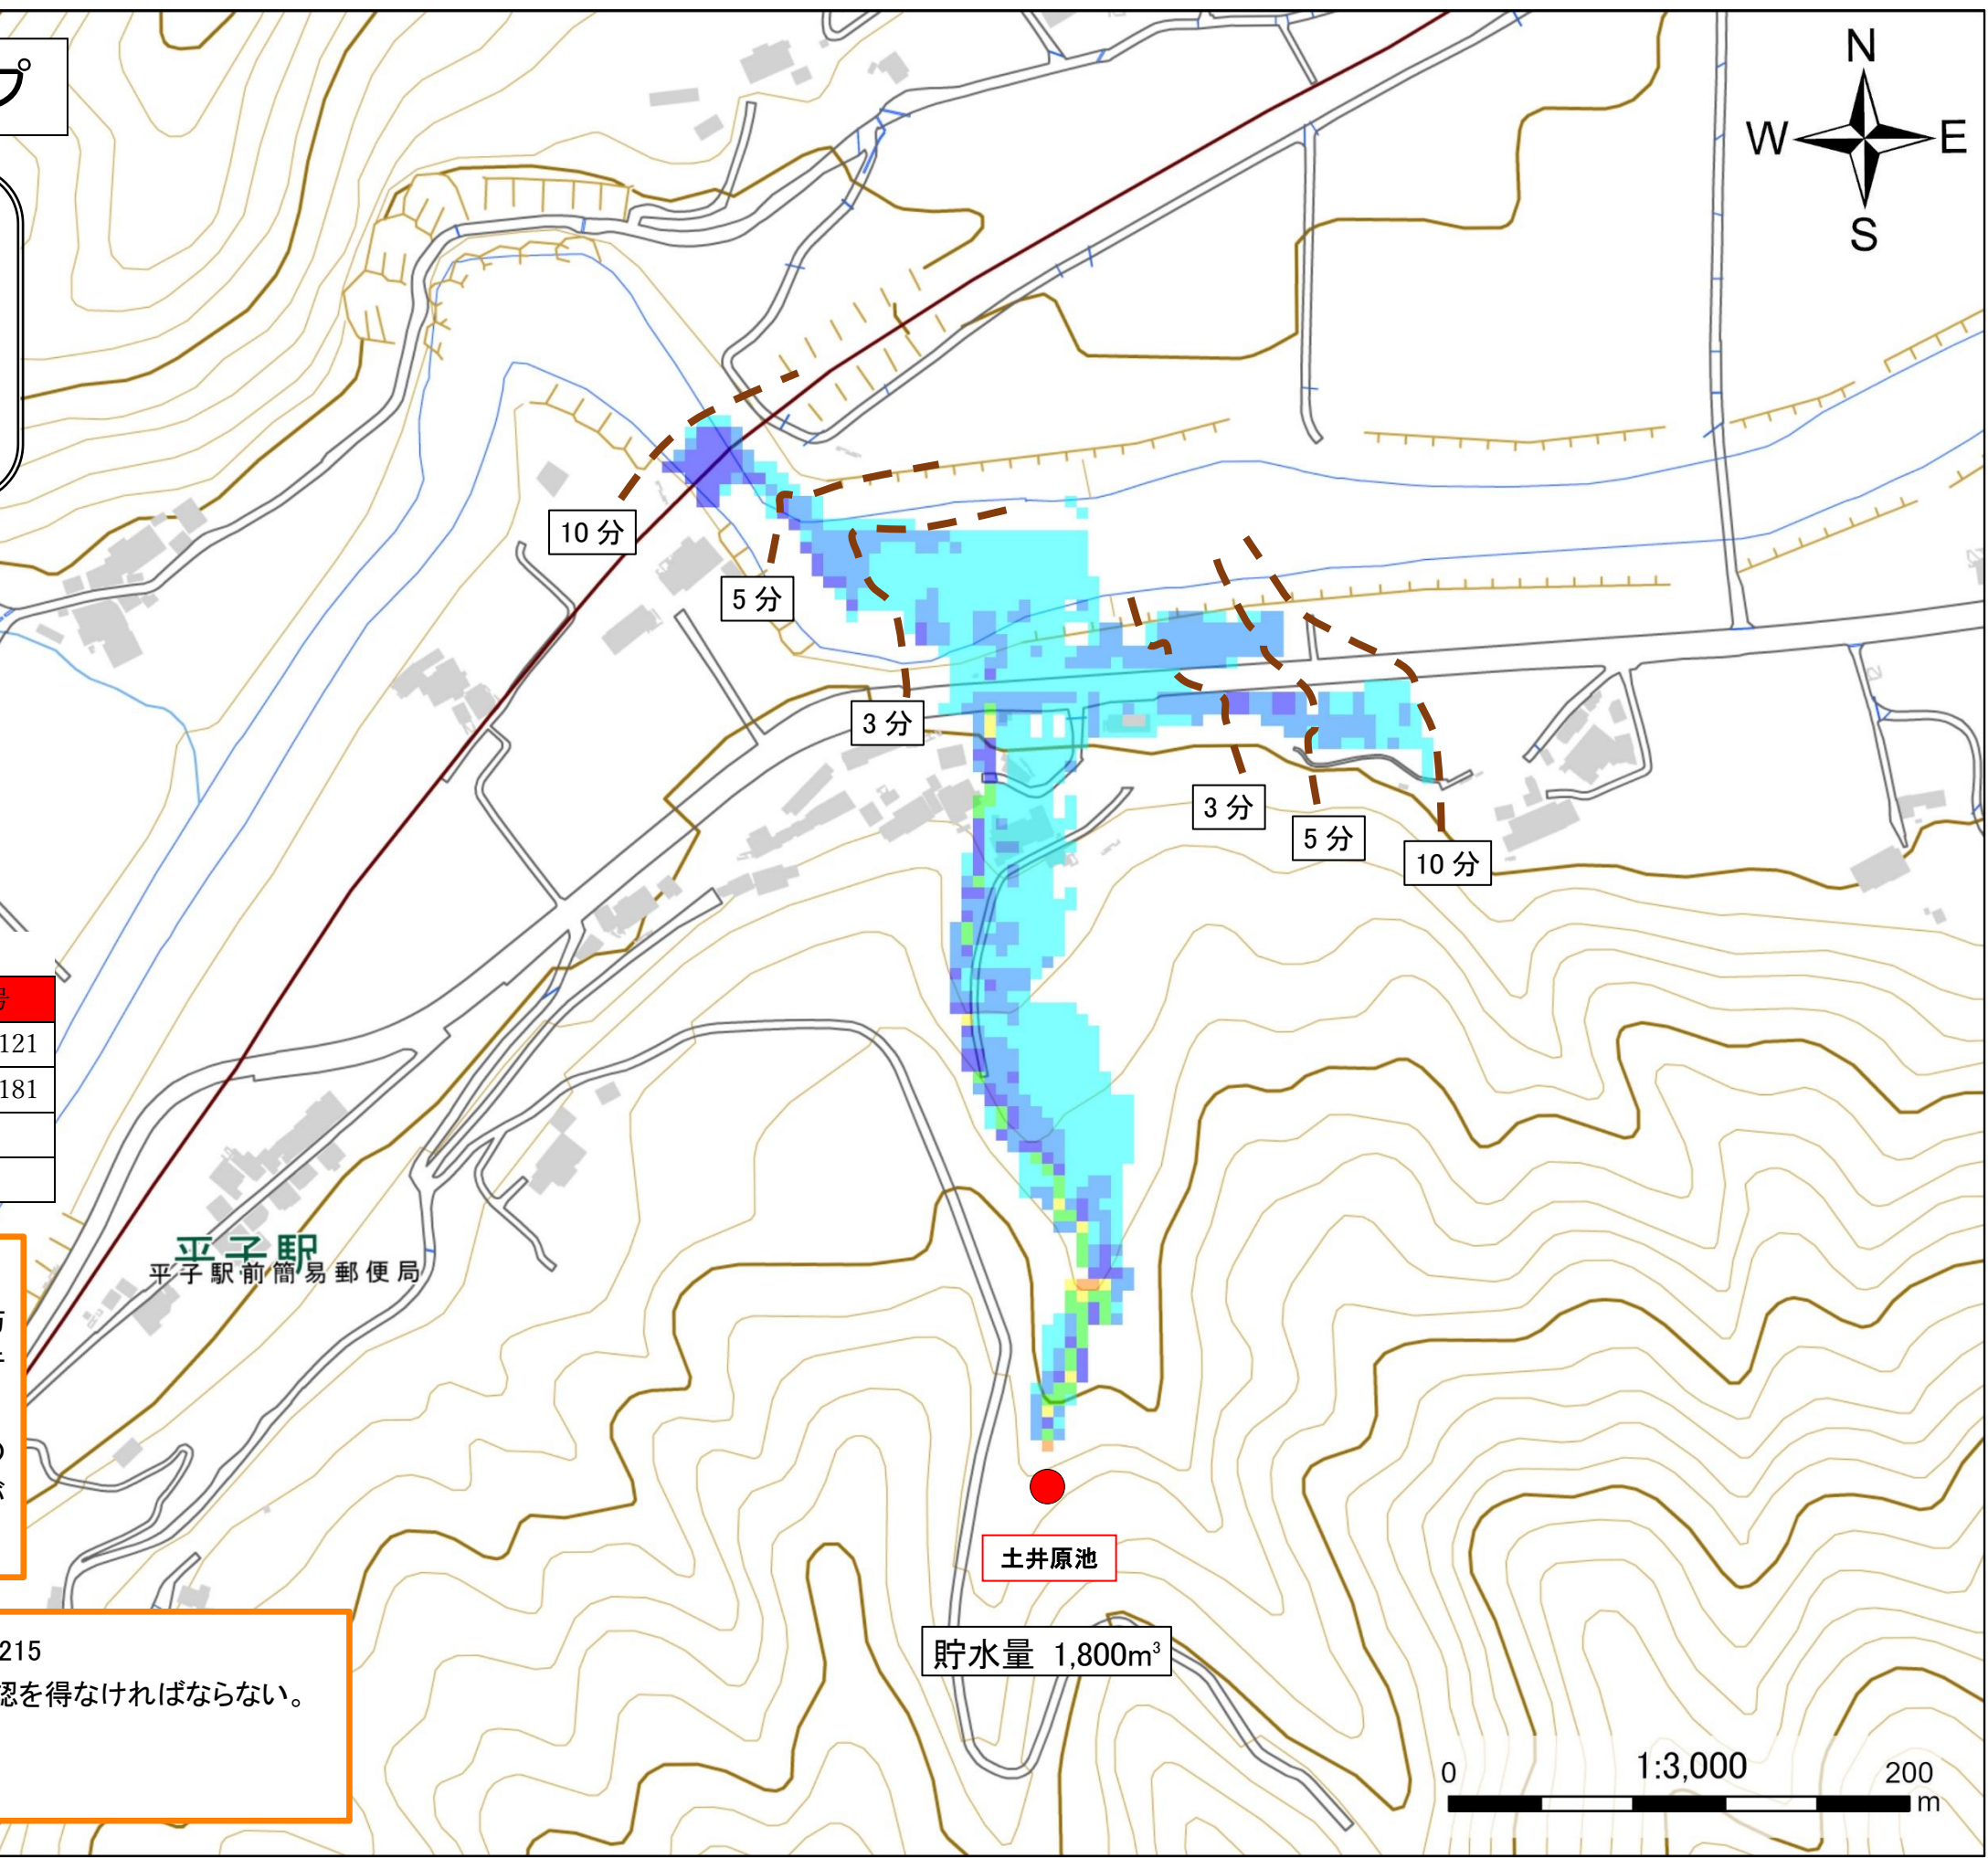 プ
N
W E
S
10 分
5 分
3 分
3 分
5 分
10 分
号
121
181
平子駅
平子駅前簡易郵便局
の
土井原池
215
認を得なければならない。
貯水量 1,800m³
0 1:3,000 200
m